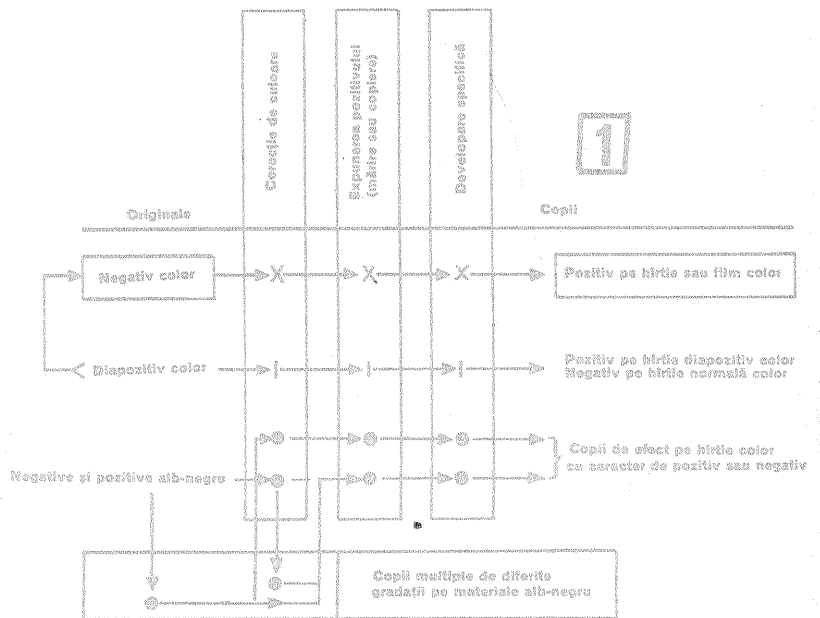 Corecție de culoare
Expunerea pozitivului
(mărire sau copiere)
Developare specifică
1
Originale
Copii
Negativ color
X
X
X
Pozitiv pe hîrtie sau film color
Diapozitiv color
Pozitiv pe hîrtie diapozitiv color
Negativ pe hîrtie normală color
Copii de efect pe hîrtie color
cu caracter de pozitiv sau negativ
Negative și pozitive alb-negru
Copii multiple de diferite
gradații pe materiale alb-negru